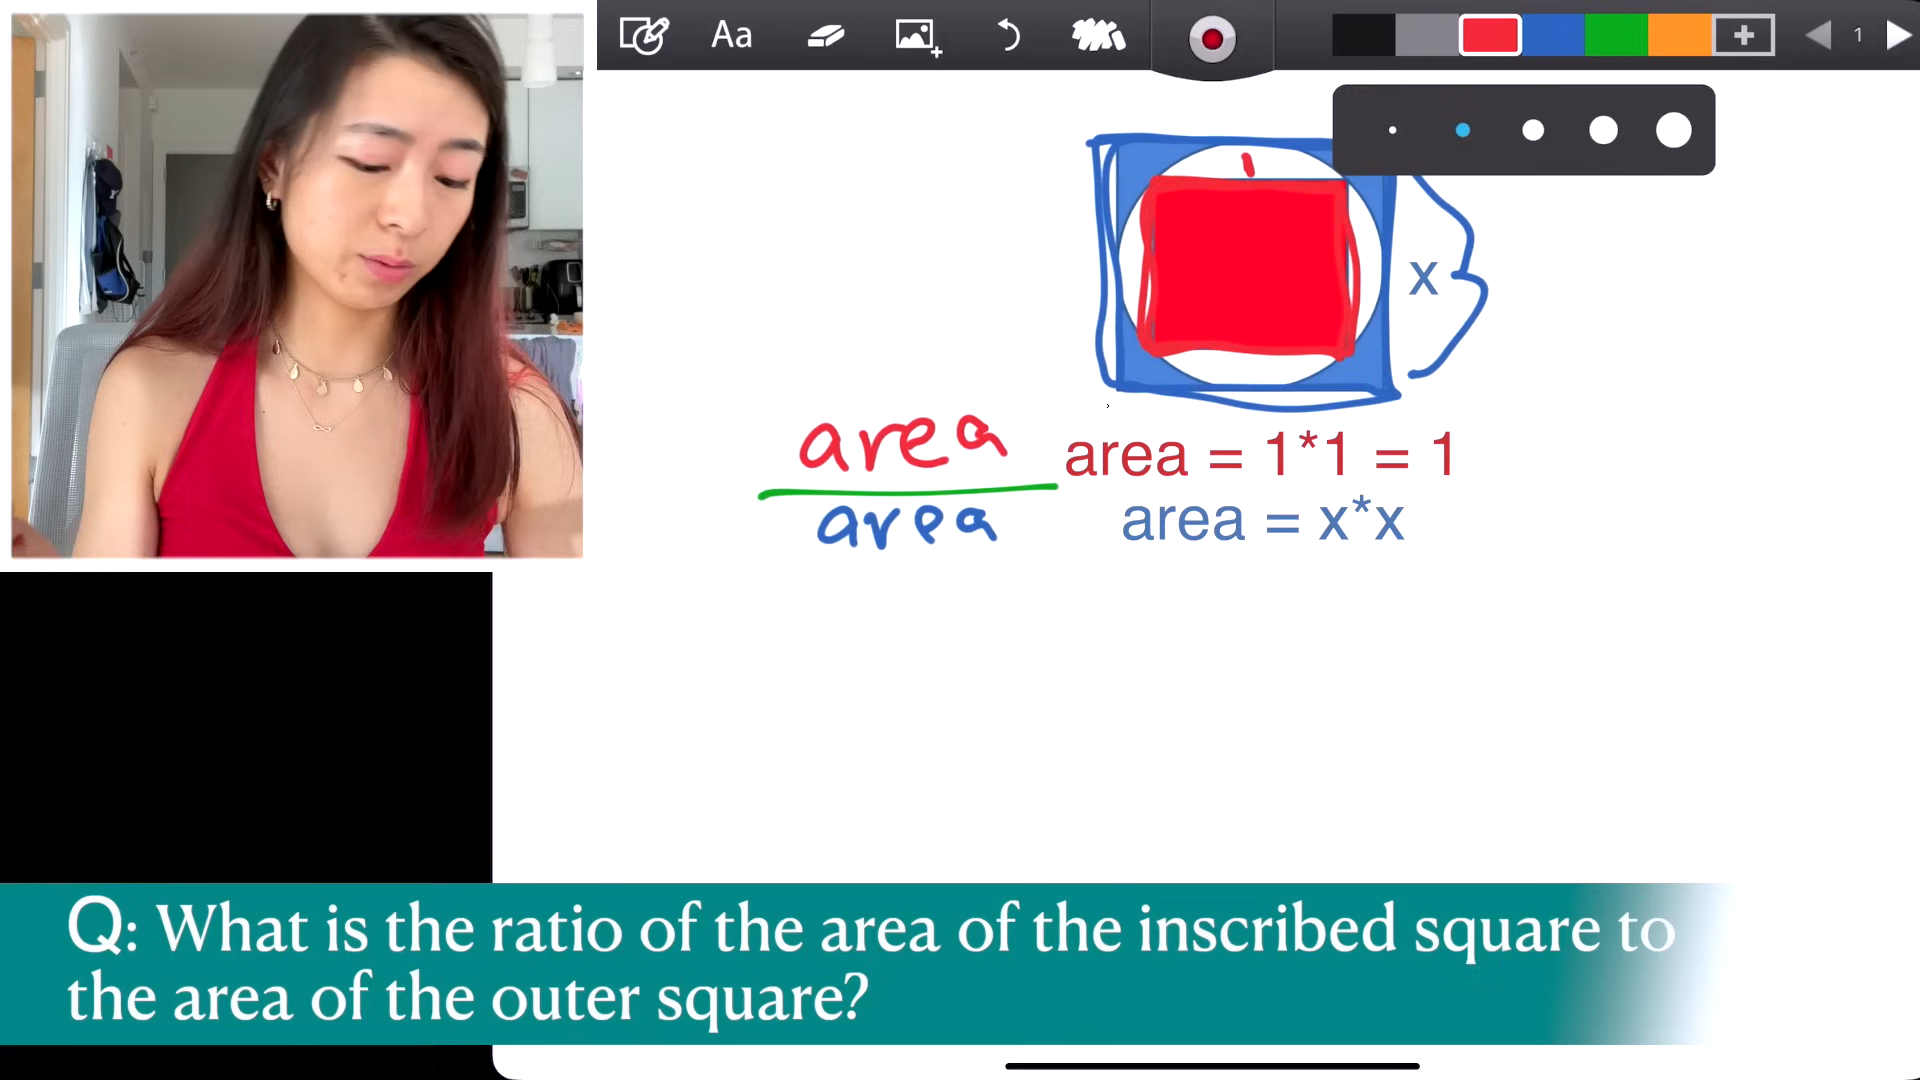 Aa
1
1
x
area
area = 1*1 = 1
area
area = x*x
Q: What is the ratio of the area of the inscribed square to
the area of the outer square?